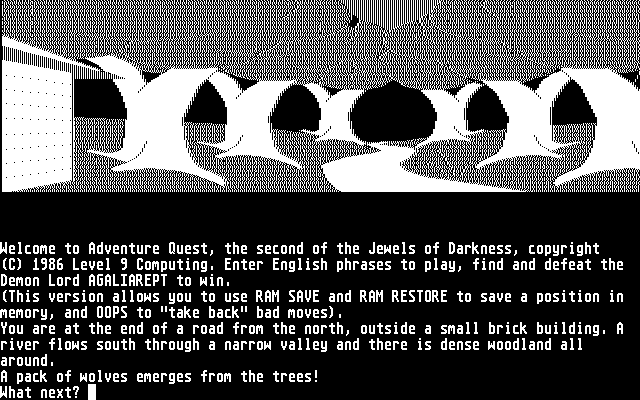 Welcome to Adventure Quest, the second of the Jewels of Darkness, copyright
(C) 1986 Level 9 Computing. Enter English phrases to play, find and defeat the
Demon Lord AGALIAREPT to win.
(This version allows you to use RAM SAVE and RAM RESTORE to save a position in
memory, and OOPS to "take back" bad moves).
You are at the end of a road from the north, outside a small brick building. A
river flows south through a narrow valley and there is dense woodland all
around.
A pack of wolves emerges from the trees!
What next?